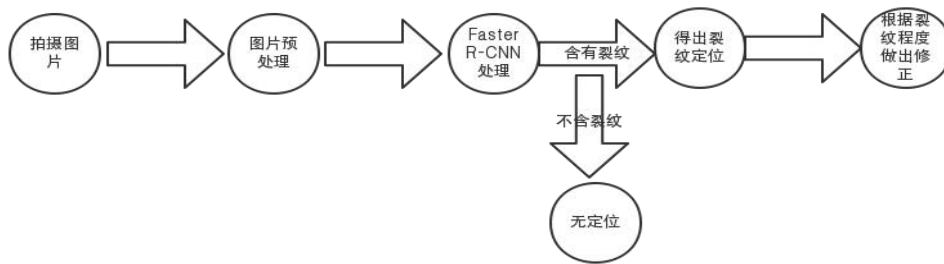 拍摄图
片
图片预
处理
Faster
R-CNN
处理
含有裂纹
得出裂
纹定位
根据裂
纹程度
做出修
正
不含裂纹
无定位